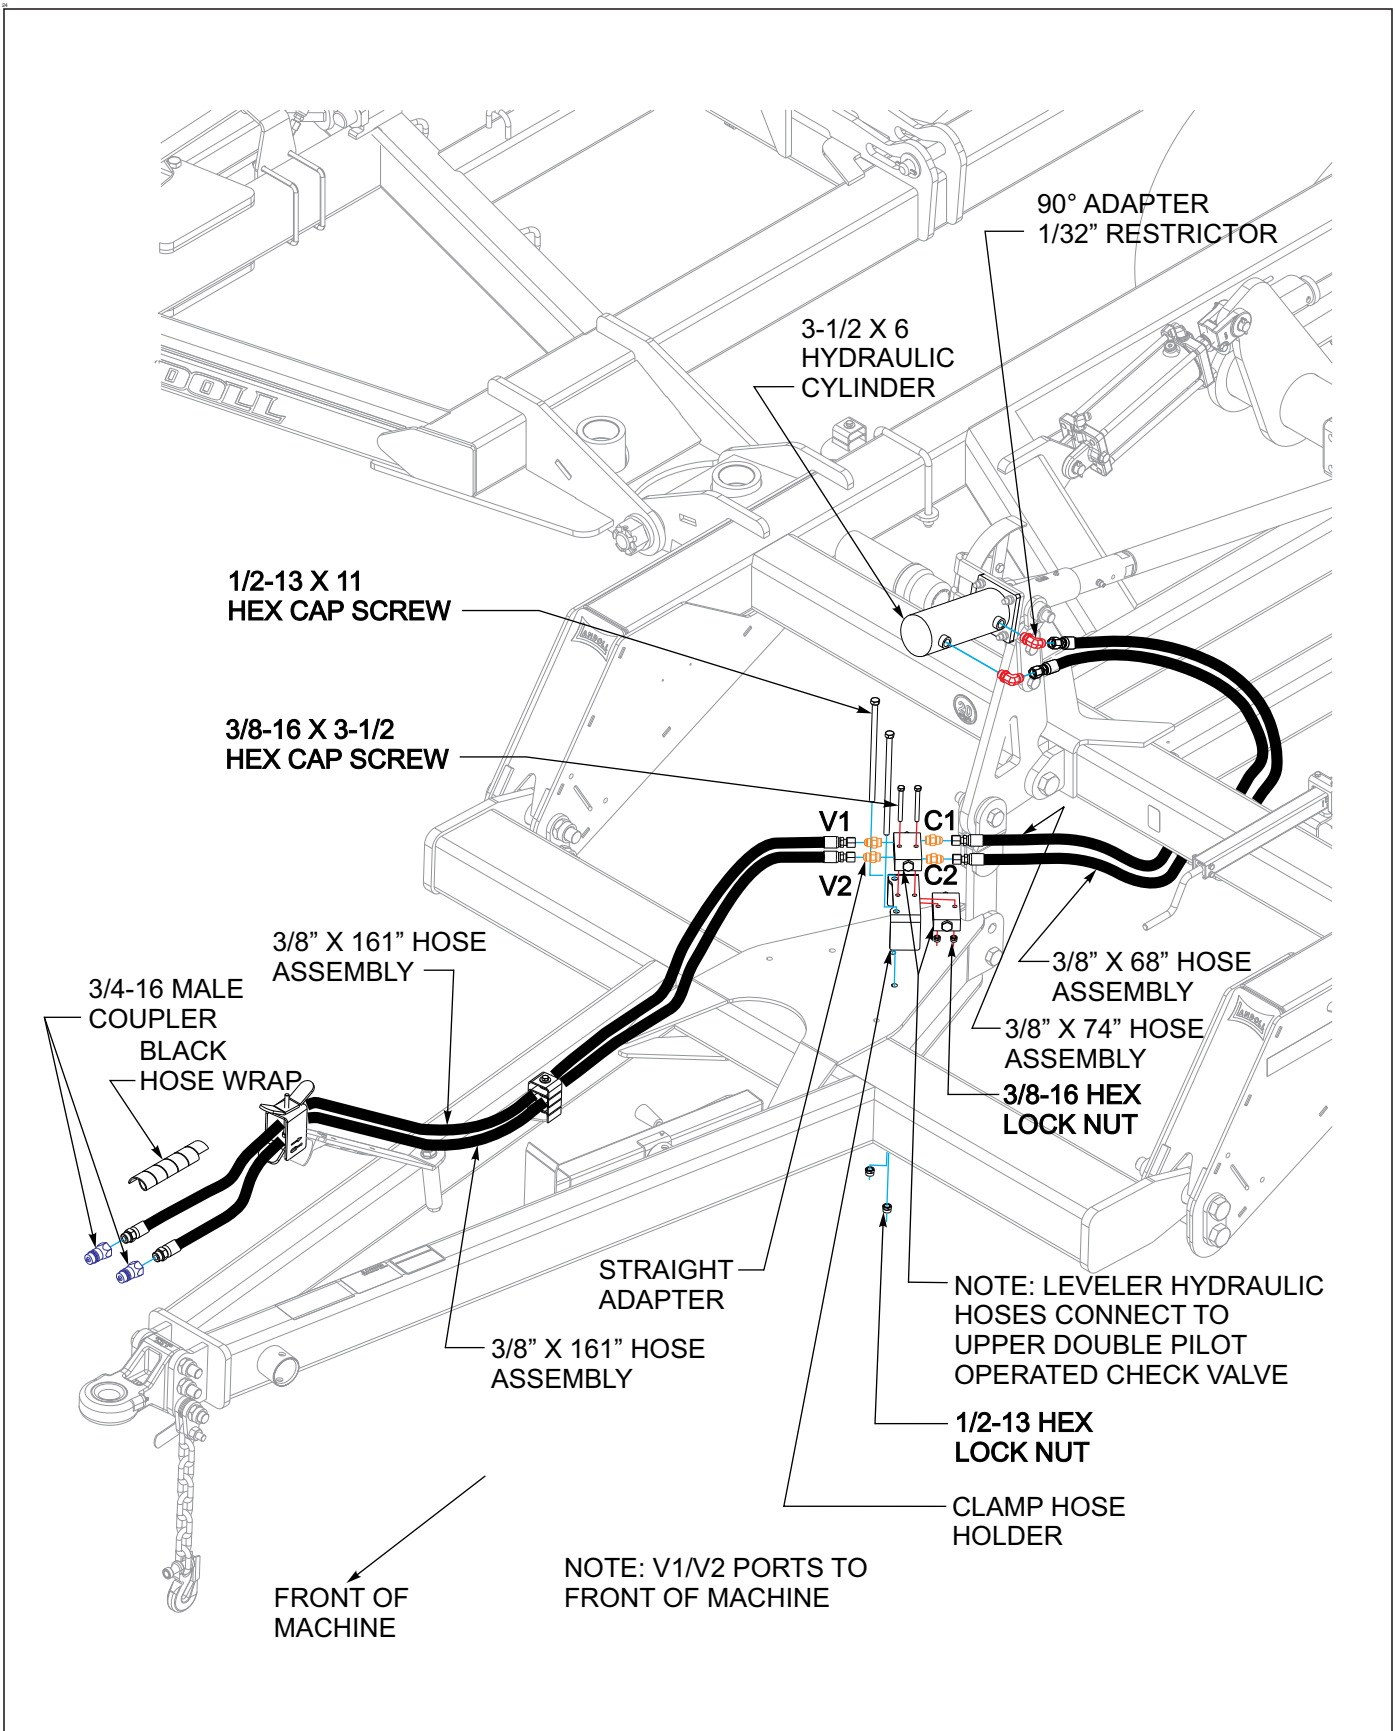 24
90° ADAPTER
1/32” RESTRICTOR
3-1/2 X 6
HYDRAULIC
CYLINDER
DOLL
1/2-13 X 11
HEX CAP SCREW
LANDOLL
20
3/8-16 X 3-1/2
HEX CAP SCREW
V1
C1
V2
C2
3/8” X 161” HOSE
ASSEMBLY
3/8” X 68” HOSE
ASSEMBLY
3/4-16 MALE
COUPLER
BLACK
HOSE WRAP
3/8” X 74” HOSE
ASSEMBLY
LANDOLL
3/8-16 HEX
LOCK NUT
STRAIGHT
ADAPTER
NOTE: LEVELER HYDRAULIC
HOSES CONNECT TO
UPPER DOUBLE PILOT
OPERATED CHECK VALVE
3/8” X 161” HOSE
ASSEMBLY
1/2-13 HEX
LOCK NUT
CLAMP HOSE
HOLDER
NOTE: V1/V2 PORTS TO
FRONT OF MACHINE
FRONT OF
MACHINE